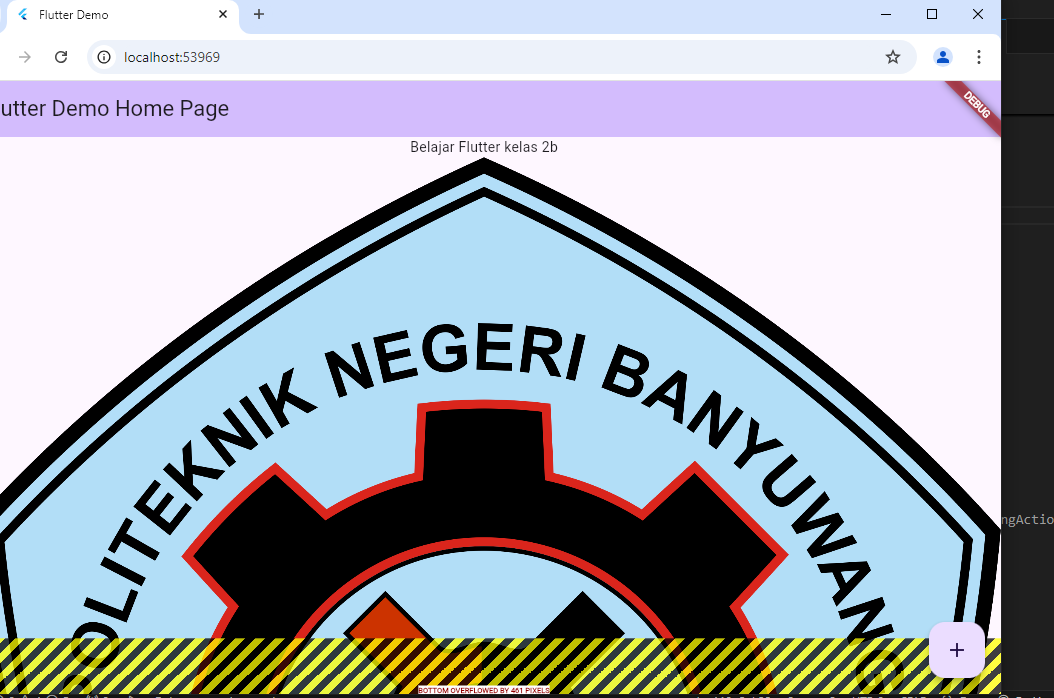 Flutter Demo
localhost:53969
utter Demo Home Page
DEBUG
Belajar Flutter kelas 2b
OLITEKNIK NEGERI BANYUWAN
ngActio
BOTTOM OVERFLOWED BY 461 PIXELS